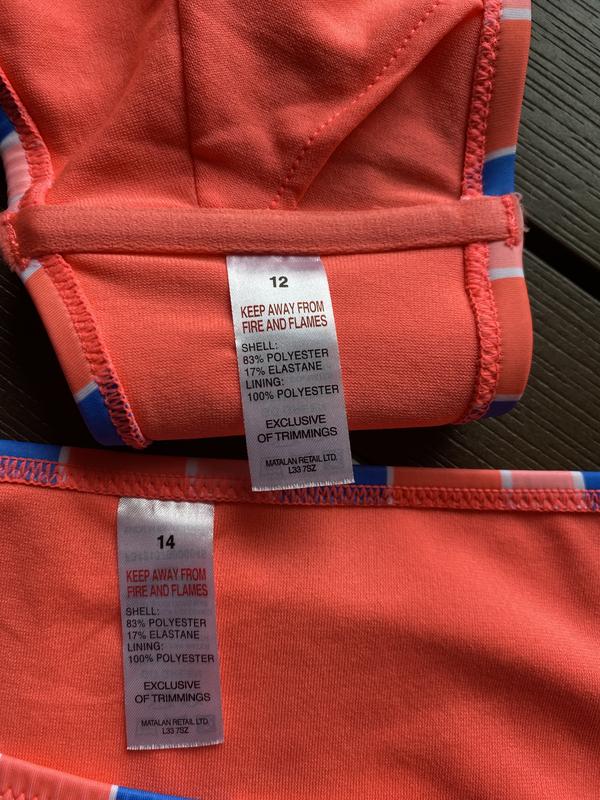 12
KEEP AWAY FROM
FIRE AND FLAMES
SHELL:
83% POLYESTER
17% ELASTANE
LINING:
100% POLYESTER
EXCLUSIVE
OF TRIMMINGS
MATALAN RETAIL LTD.
L33 7SZ
14
KEEP AWAY FROM
FIRE AND FLAMES
SHELL:
83% POLYESTER
17% ELASTANE
LINING:
100% POLYESTER
EXCLUSIVE
OF TRIMMINGS
MATALAN RETAIL LTD.
L33 7SZ